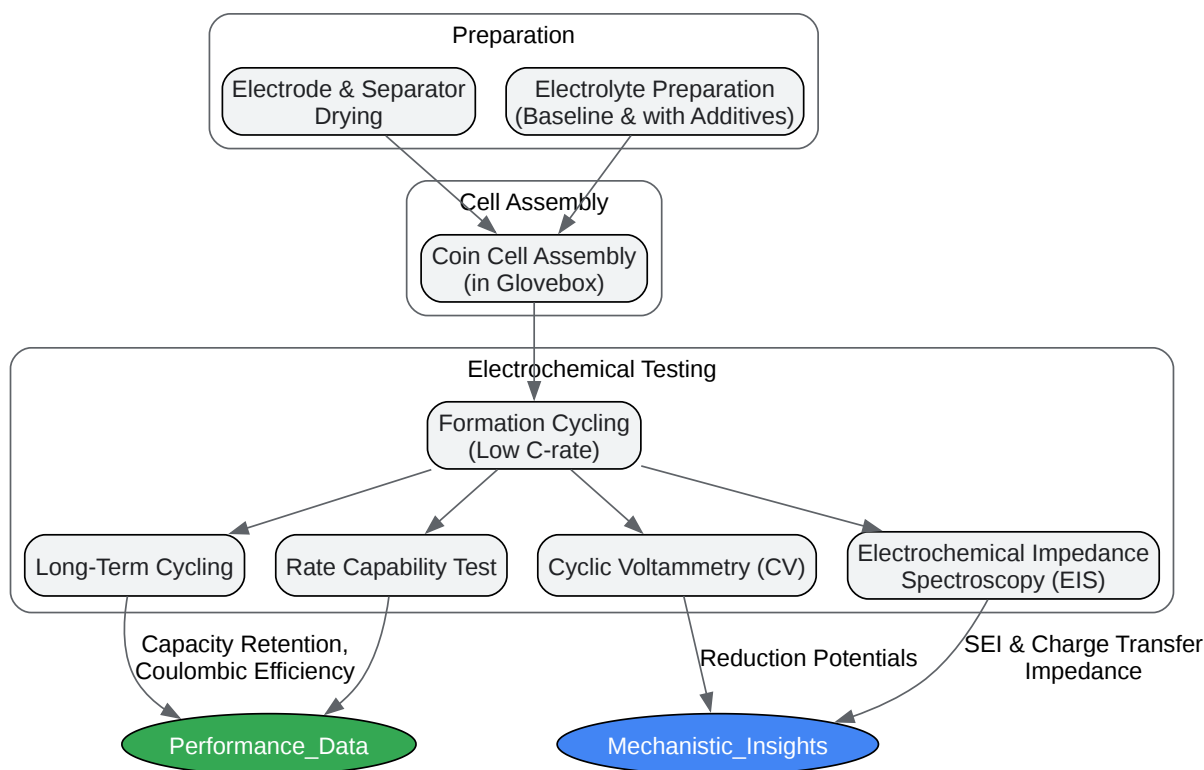 Preparation
Electrode & Separator
Drying
Electrolyte Preparation
(Baseline & with Additives)
Cell Assembly
Coin Cell Assembly
(in Glovebox)
Electrochemical Testing
Formation Cycling
(Low C-rate)
Long-Term Cycling
Rate Capability Test
Cyclic Voltammetry (CV)
Electrochemical Impedance
Spectroscopy (EIS)
Capacity Retention,
Coulombic Efficiency
Reduction Potentials
SEI & Charge Transfer
Impedance
Performance_Data
Mechanistic_Insights